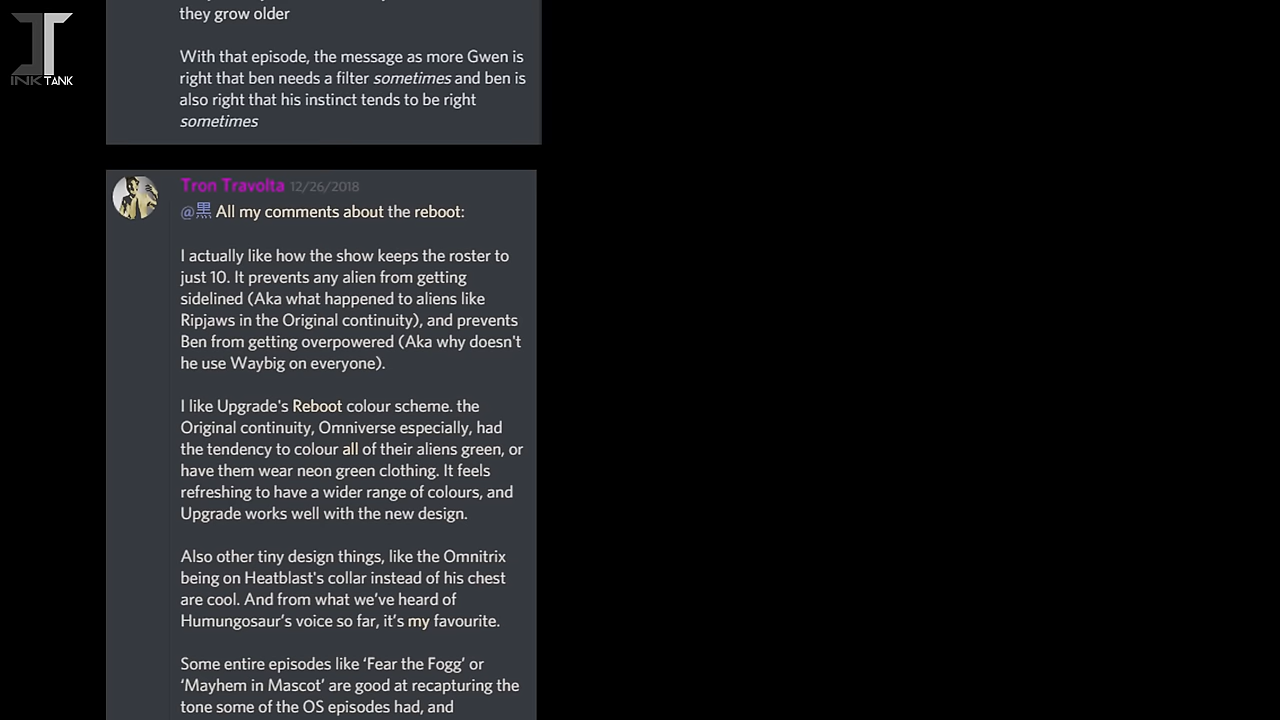 INKTANK
they grow older
With that episode, the message as more Gwen is
right that ben needs a filter sometimes and ben is
also right that his instinct tends to be right
sometimes
Tron Travolta 12/26/2018
@黒 All my comments about the reboot:
I actually like how the show keeps the roster to
just 10. It prevents any alien from getting
sidelined (Aka what happened to aliens like
Ripjaws in the Original continuity), and prevents
Ben from getting overpowered (Aka why doesn't
he use Waybig on everyone).
I like Upgrade's Reboot colour scheme. the
Original continuity, Omniverse especially, had
the tendency to colour all of their aliens green, or
have them wear neon green clothing. It feels
refreshing to have a wider range of colours, and
Upgrade works well with the new design.
Also other tiny design things, like the Omnitrix
being on Heatblast's collar instead of his chest
are cool. And from what we've heard of
Humungosaur's voice so far, it's my favourite.
Some entire episodes like ‘Fear the Fogg’ or
‘Mayhem in Mascot’ are good at recapturing the
tone some of the OS episodes had, and